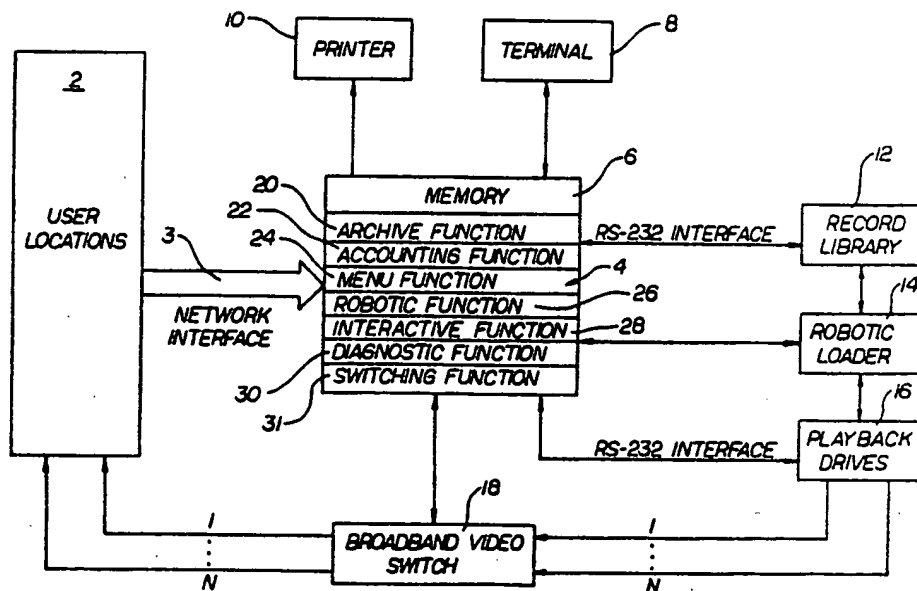 10
PRINTER
TERMINAL
8
2
USER
LOCATIONS
3
NETWORK
INTERFACE
6
MEMORY
20
ARCHIVE FUNCTION
22
ACCOUNTING FUNCTION
24
MENU FUNCTION
4
ROBOTIC FUNCTION
26
INTERACTIVE FUNCTION
28
DIAGNOSTIC FUNCTION
30
SWITCHING FUNCTION
31
RS-232 INTERFACE
12
RECORD
LIBRARY
14
ROBOTIC
LOADER
16
PLAYBACK
DRIVES
RS-232 INTERFACE
18
BROADBAND VIDEO
SWITCH
1
N
1
N